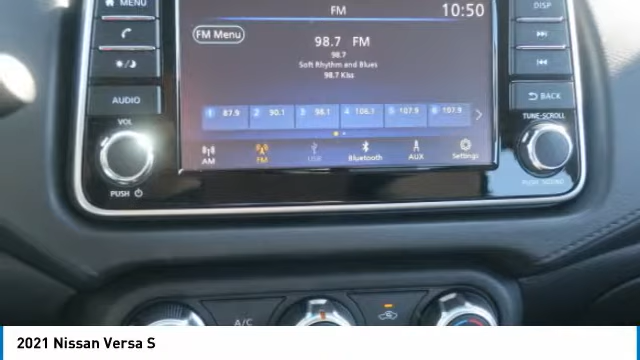 MENU
FM
10:50
DISP
FM Menu
98.7 FM
98.7
Soft Rhythm and Blues
98.7 Kiss
AUDIO
BACK
1 87.9 2 90.1 3 98.1 4 106.1 5 107.9 6 107.9
VOL
TUNE•SCROLL
AM
FM
USB
Bluetooth
AUX
Settings
PUSH
A/C
2021 Nissan Versa S